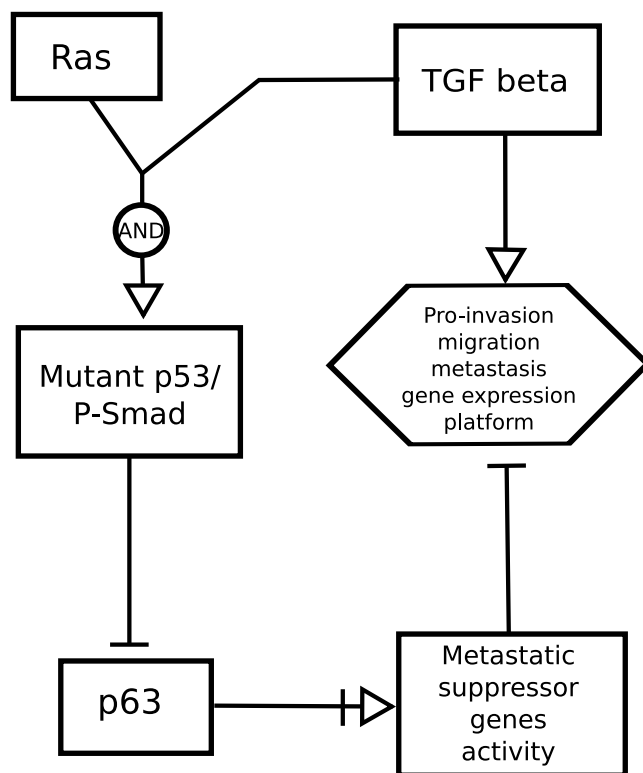 Ras
TGF beta
AND
Pro-invasion
migration
metastasis
gene expression
platform
Mutant p53/
P-Smad
p63
Metastatic
suppressor
genes
activity